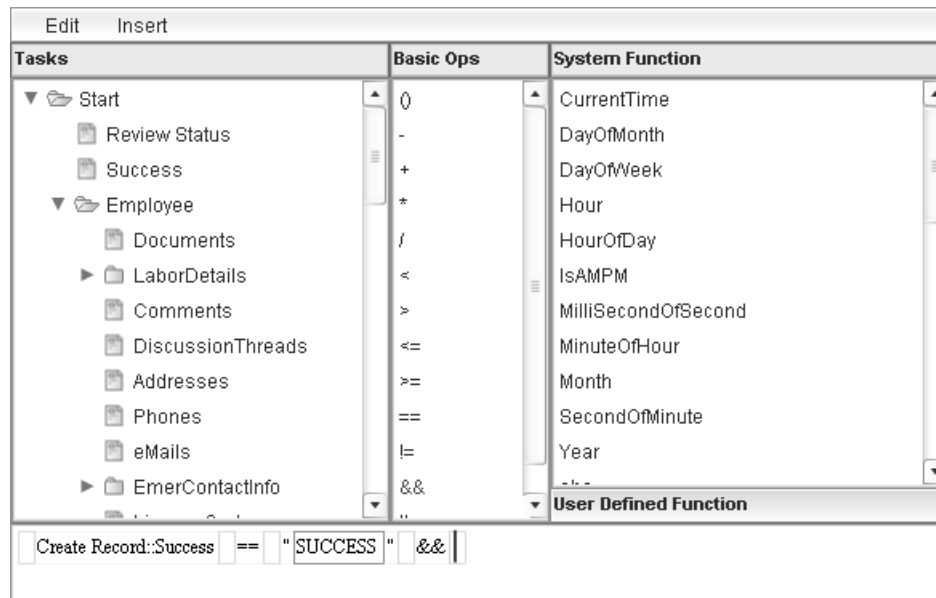 Edit Insert
Tasks
Start
Review Status
Success
Employee
Documents
LaborDetails
Comments
DiscussionThreads
Addresses
Phones
eMails
EmerContactInfo
Basic Ops
()
-
+
*
/
<
>
<=
>=
==
!=
&&
System Function
CurrentTime
DayOfMonth
DayOfWeek
Hour
HourOfDay
IsAMPM
MilliSecondOfSecond
MinuteOfHour
Month
SecondOfMinute
Year
User Defined Function
Create Record::Success == " SUCCESS " &&